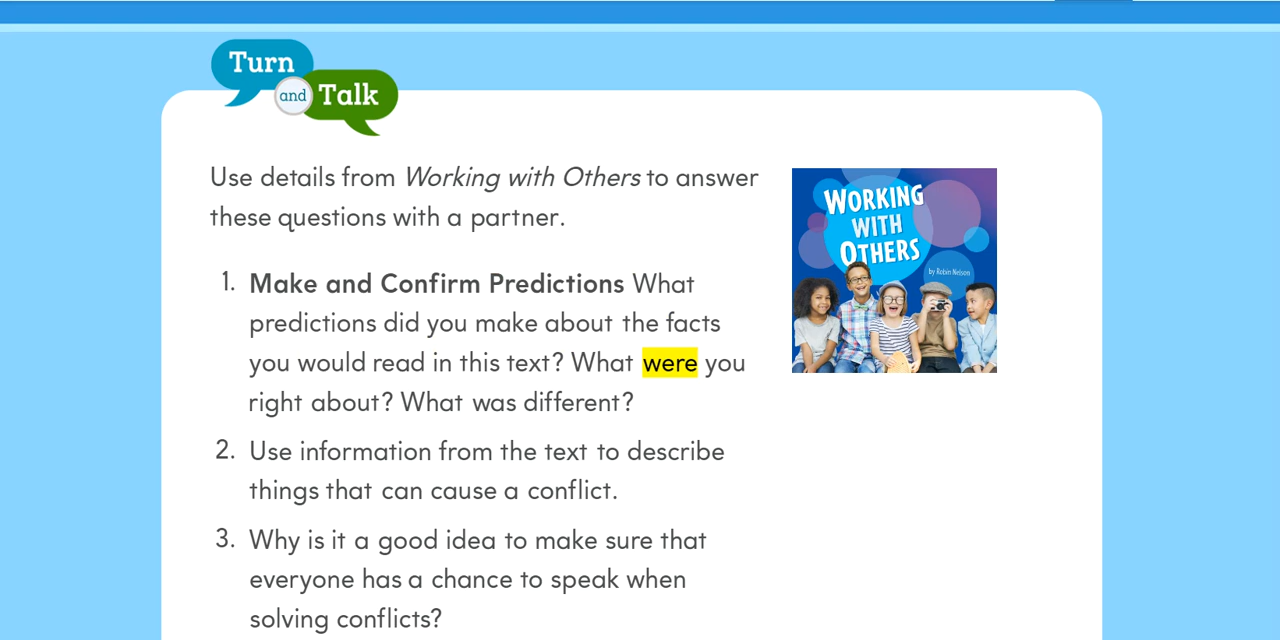 Turn
and
Talk
Use details from Working with Others to answer
these questions with a partner.
WORKING
WITH
OTHERS
by Robin Nelson
1. Make and Confirm Predictions What
predictions did you make about the facts
you would read in this text? What were you
right about? What was different?
2. Use information from the text to describe
things that can cause a conflict.
3. Why is it a good idea to make sure that
everyone has a chance to speak when
solving conflicts?